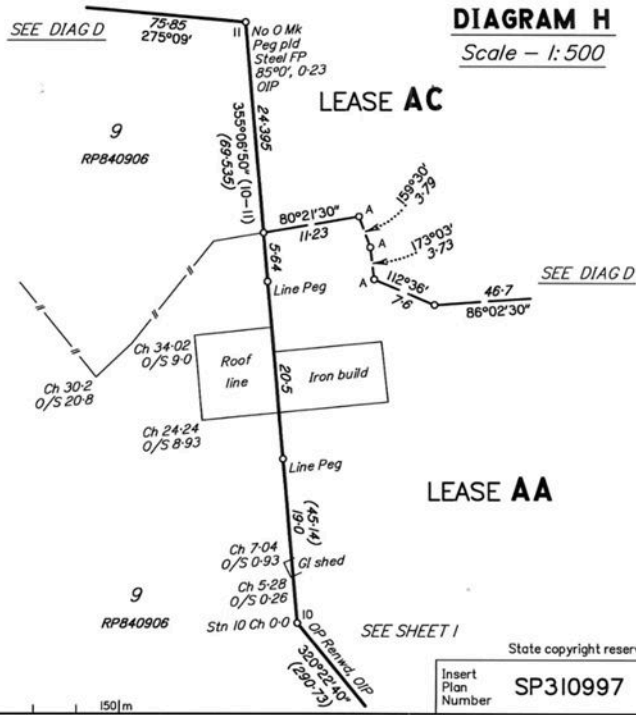 DIAGRAM H
Scale – 1:500
SEE DIAG D
75·85
275°09'
11
No O Mk
Peg pld
Steel FP
85°0', 0·23
OIP
LEASE AC
9
RP840906
24·395
355°06'50" (10–11)
(69·535)
80°21'30"
11·23
A
159°30'
3·79
A
173°03'
3·73
A
112°36'
7·6
SEE DIAG D
46·7
86°02'30"
5·64
Line Peg
Ch 34·02
O/S 9·0
Roof
line
Iron build
20·5
Ch 30·2
O/S 20·8
Ch 24·24
O/S 8·93
Line Peg
LEASE AA
(45·14)
19·0
Ch 7·04
O/S 0·93
GI shed
Ch 5·28
O/S 0·26
9
RP840906
Stn 10 Ch 0·0
10
OP Renwd, OIP
320°22'40"
(290·73)
SEE SHEET 1
State copyright reserv
150 m
Insert
Plan
Number
SP310997